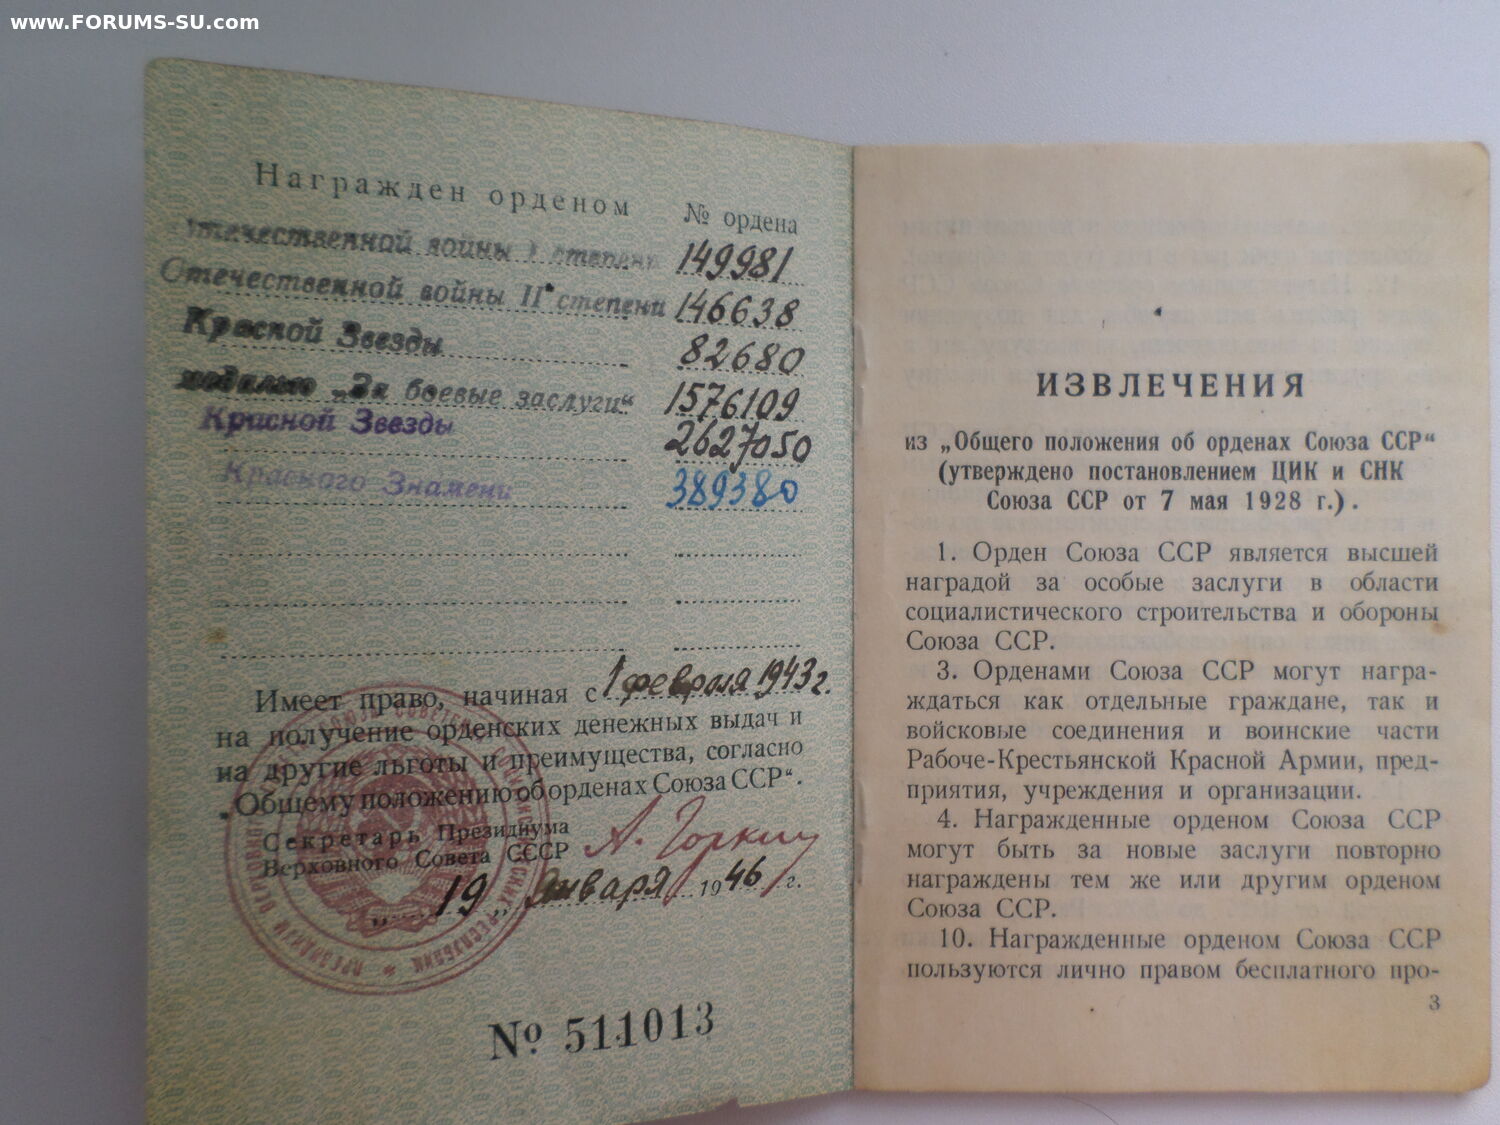 www.FORUMS-SU.com
Награжден орденом
№ ордена
Отечественной войны I степени 149981
Отечественной войны II степени 146638
Красной Звезды 82680
медалью „За боевые заслуги“ 1576109
Красной Звезды 2627050
Красного Знамени 389380
Имеет право, начиная с 1 февраля 1943 г.
на получение орденских денежных выдач и
на другие льготы и преимущества, согласно
„Общему положению об орденах Союза ССР“.
Секретарь Президиума
Верховного Совета СССР
А. Горкин
„19„ Января 1946 г.
№ 511013
ИЗВЛЕЧЕНИЯ
из „Общего положения об орденах Союза ССР“
(утверждено постановлением ЦИК и СНК
Союза ССР от 7 мая 1928 г.).
1. Орден Союза ССР является высшей
наградой за особые заслуги в области
социалистического строительства и обороны
Союза ССР.
3. Орденами Союза ССР могут награ-
ждаться как отдельные граждане, так и
войсковые соединения и воинские части
Рабоче-Крестьянской Красной Армии, пред-
приятия, учреждения и организации.
4. Награжденные орденом Союза ССР
могут быть за новые заслуги повторно
награждены тем же или другим орденом
Союза ССР.
10. Награжденные орденом Союза ССР
пользуются лично правом бесплатного про-
3